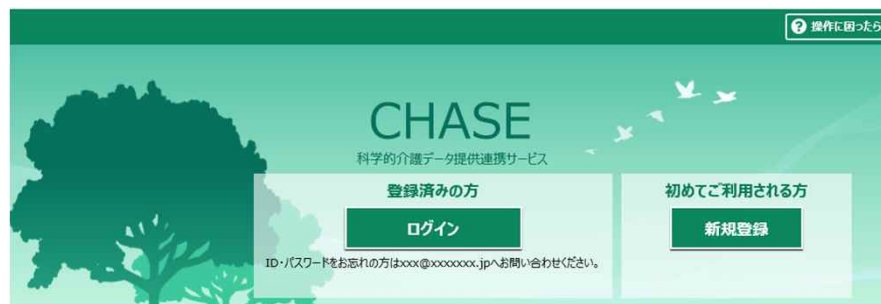 ? 操作に困ったら
CHASE
科学的介護データ提供連携サービス
登録済みの方
ログイン
ID・パスワードをお忘れの方はxxx@xxxxxxx.jpへお問い合わせください。
初めてご利用される方
新規登録